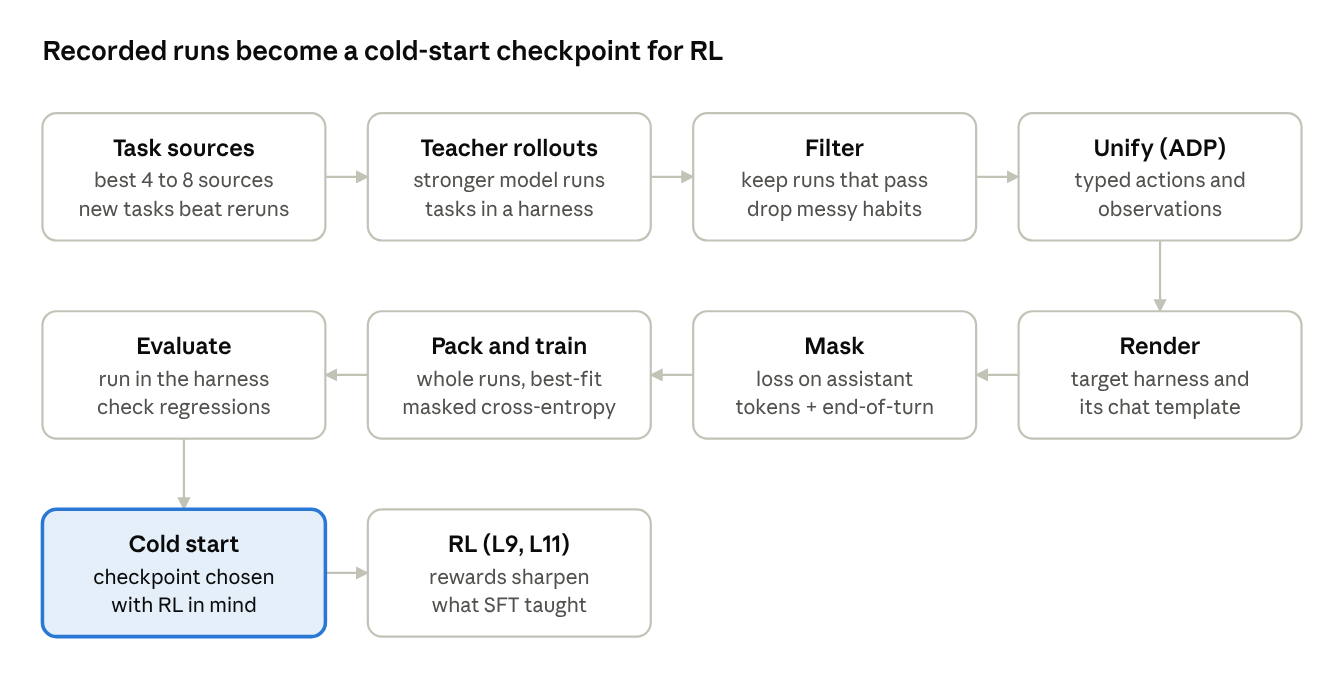 Recorded runs become a cold-start checkpoint for RL
Task sources
best 4 to 8 sources
new tasks beat reruns
Teacher rollouts
stronger model runs
tasks in a harness
Filter
keep runs that pass
drop messy habits
Unify (ADP)
typed actions and
observations
Evaluate
run in the harness
check regressions
Pack and train
whole runs, best-fit
masked cross-entropy
Mask
loss on assistant
tokens + end-of-turn
Render
target harness and
its chat template
Cold start
checkpoint chosen
with RL in mind
RL (L9, L11)
rewards sharpen
what SFT taught